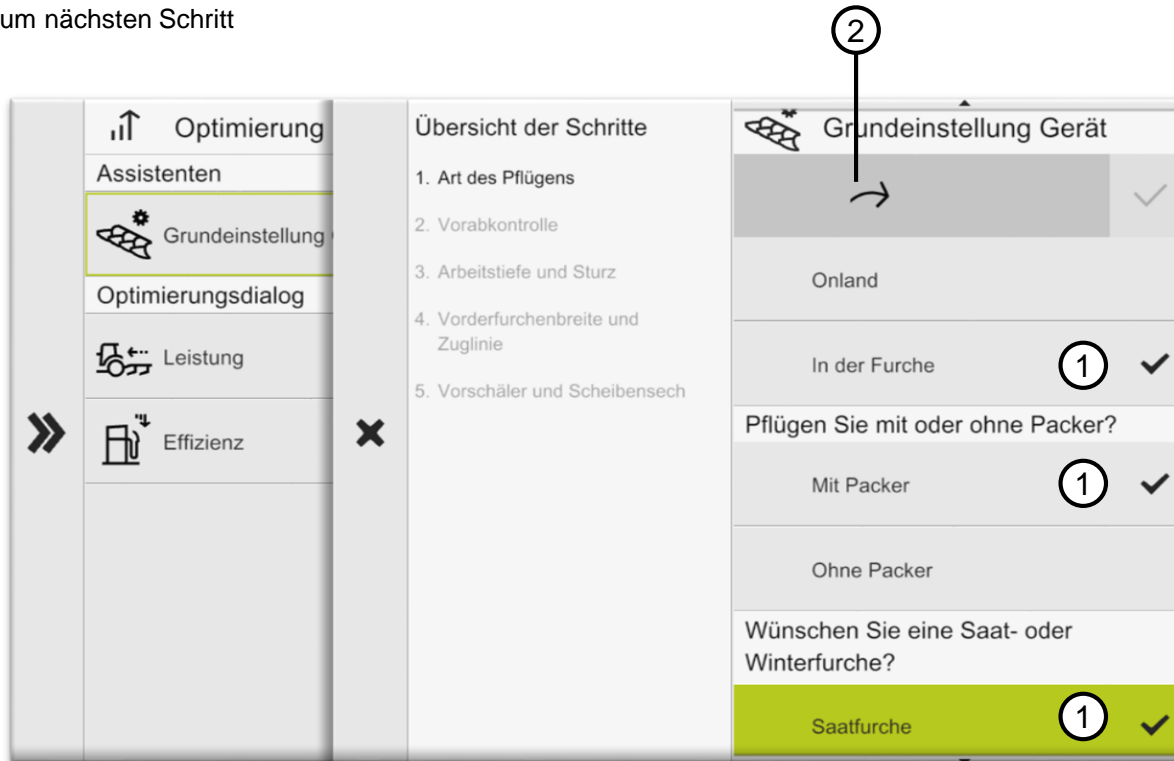 um nächsten Schritt
2
Optimierung
Assistenten
Grundeinstellung
Optimierungsdialog
Leistung
Effizienz
Übersicht der Schritte
1. Art des Pflügens
2. Vorabkontrolle
3. Arbeitstiefe und Sturz
4. Vorderfurchenbreite und
Zuglinie
5. Vorschäler und Scheibensech
Grundeinstellung Gerät
Onland
In der Furche
1
Pflügen Sie mit oder ohne Packer?
Mit Packer
1
Ohne Packer
Wünschen Sie eine Saat- oder
Winterfurche?
Saatfurche
1